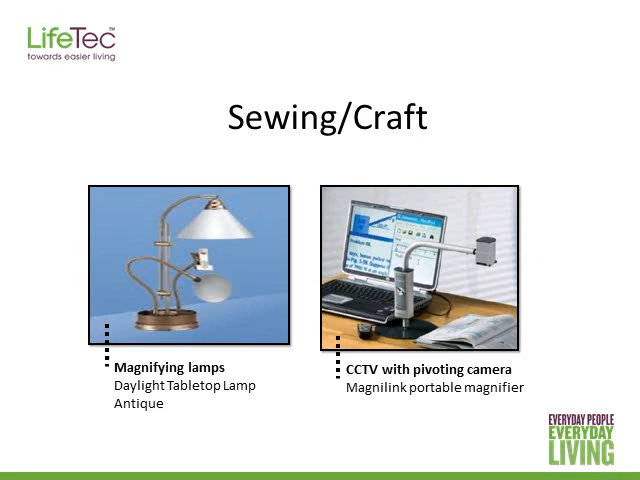 LifeTec™
towards easier living
Sewing/Craft
Magnifying lamps
Daylight Tabletop Lamp
Antique
CCTV with pivoting camera
Magnilink portable magnifier
EVERYDAY PEOPLE
EVERYDAY
LIVING